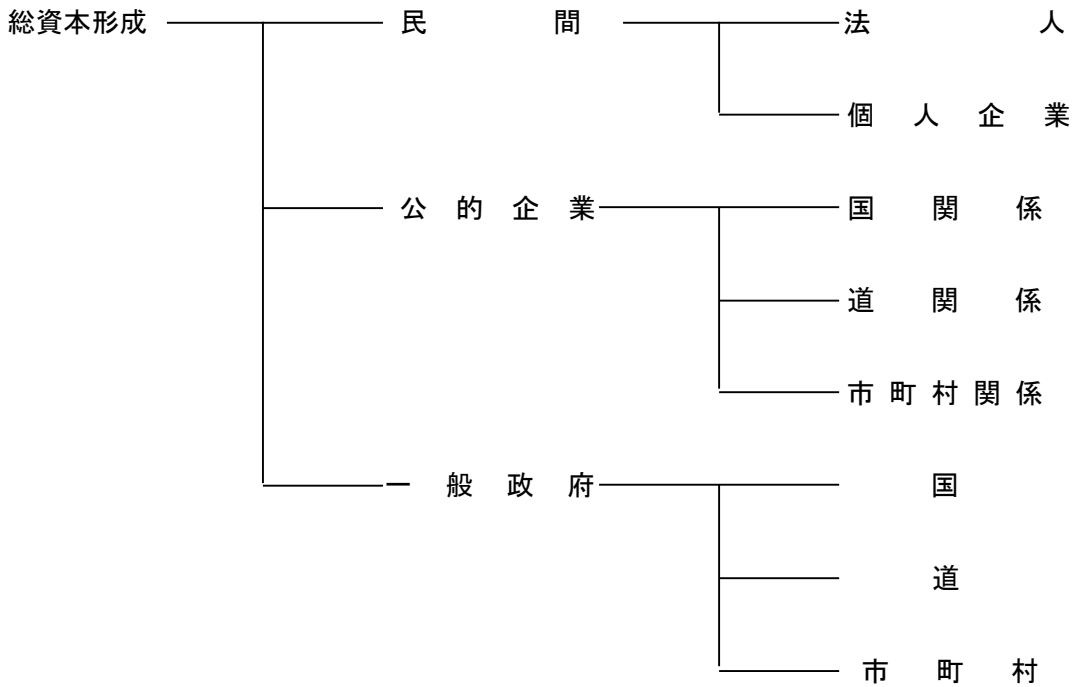 総資本形成 民間 法人
個人企業
公的企業 国関係
道関係
市町村関係
一般政府 国
道
市町村